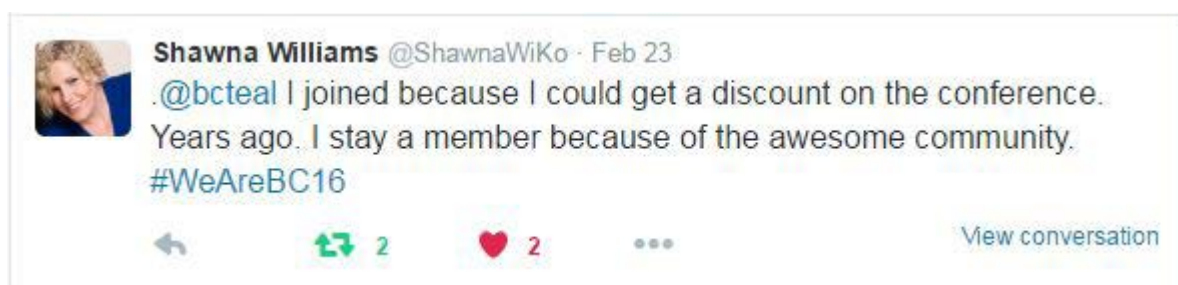 Shawna Williams @ShawnaWiKo · Feb 23
.@bcteal I joined because I could get a discount on the conference.
Years ago. I stay a member because of the awesome community.
#WeAreBC16
2 2 View conversation